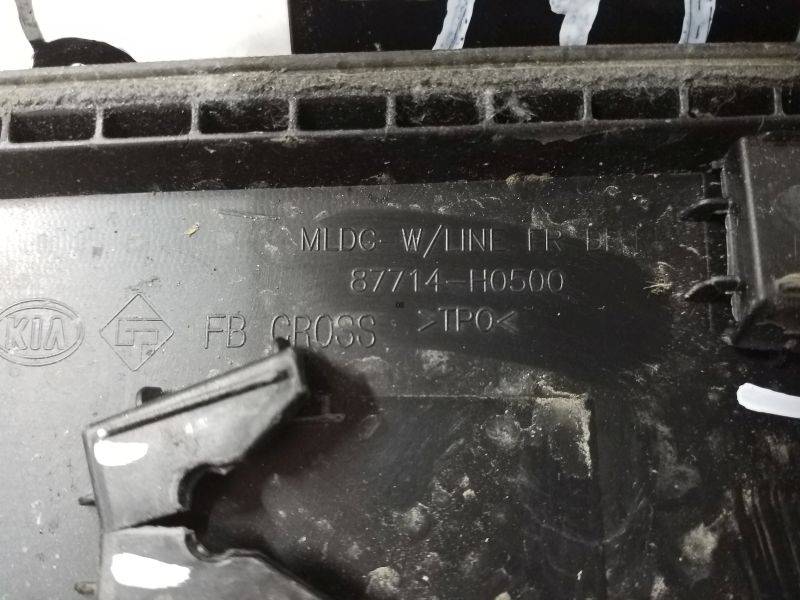 MLDG W/LINE FR
87714-H0500
KIA FB CROSS >TPO<